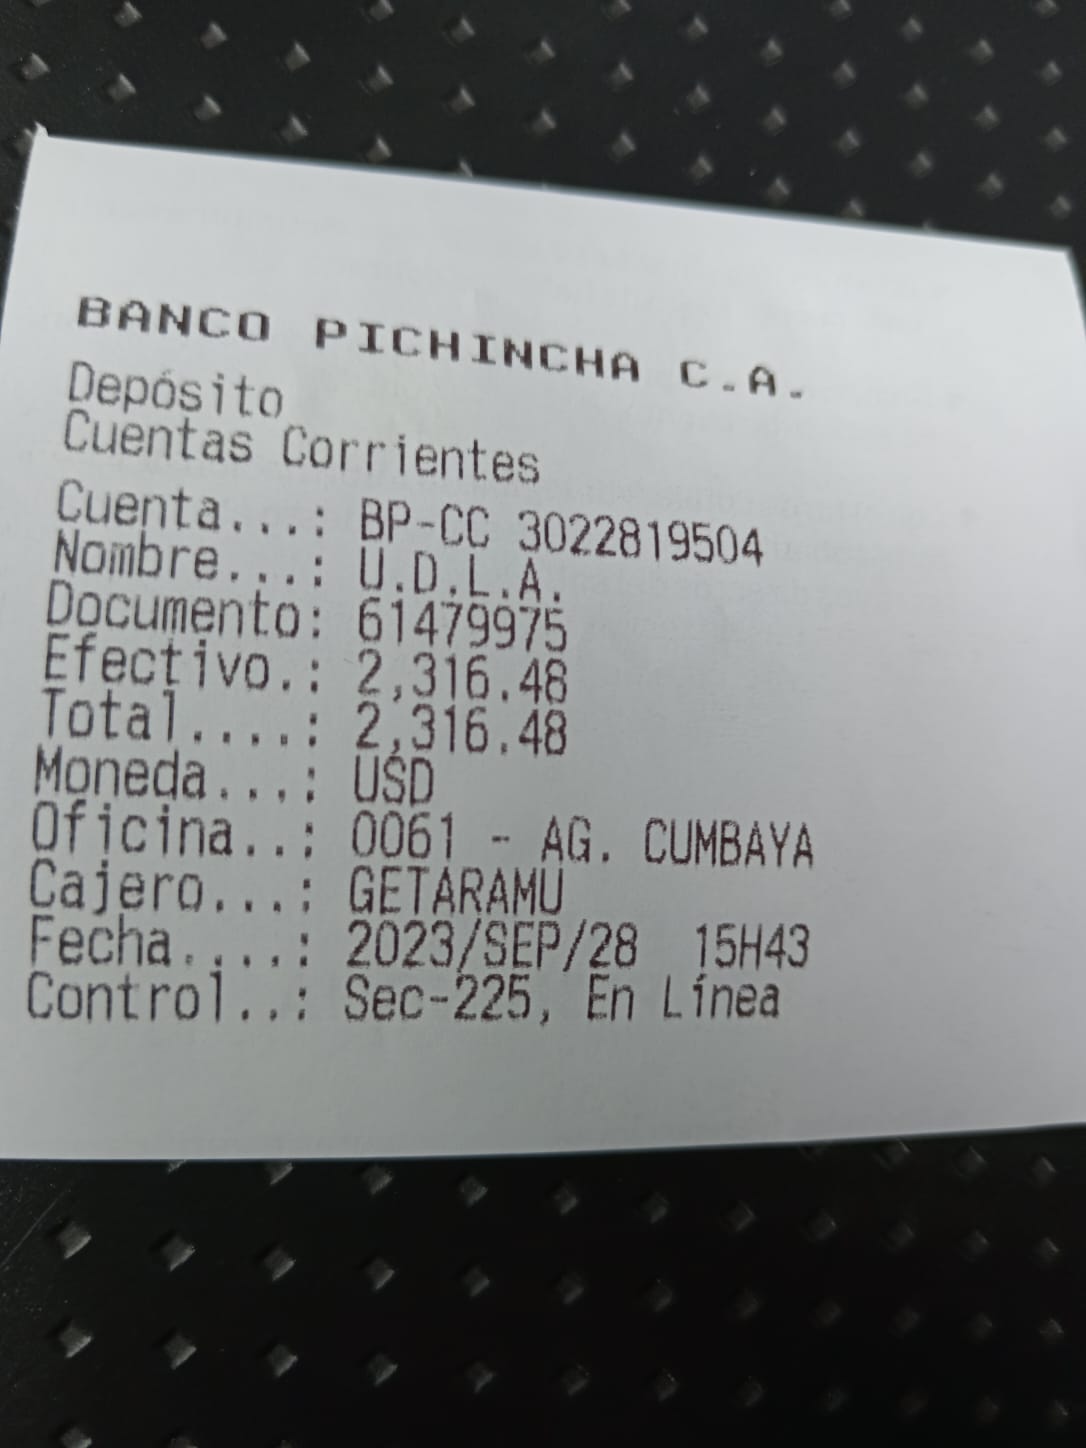 BANCO PICHINCHA C.A.
Depósito
Cuentas Corrientes
Cuenta...: BP-CC 3022819504
Nombre...: U.D.L.A.
Documento: 61479975
Efectivo.: 2,316.48
Total....: 2,316.48
Moneda...: USD
Oficina..: 0061 - AG. CUMBAYA
Cajero...: GETARAMU
Fecha....: 2023/SEP/28 15H43
Control..: Sec-225, En Línea